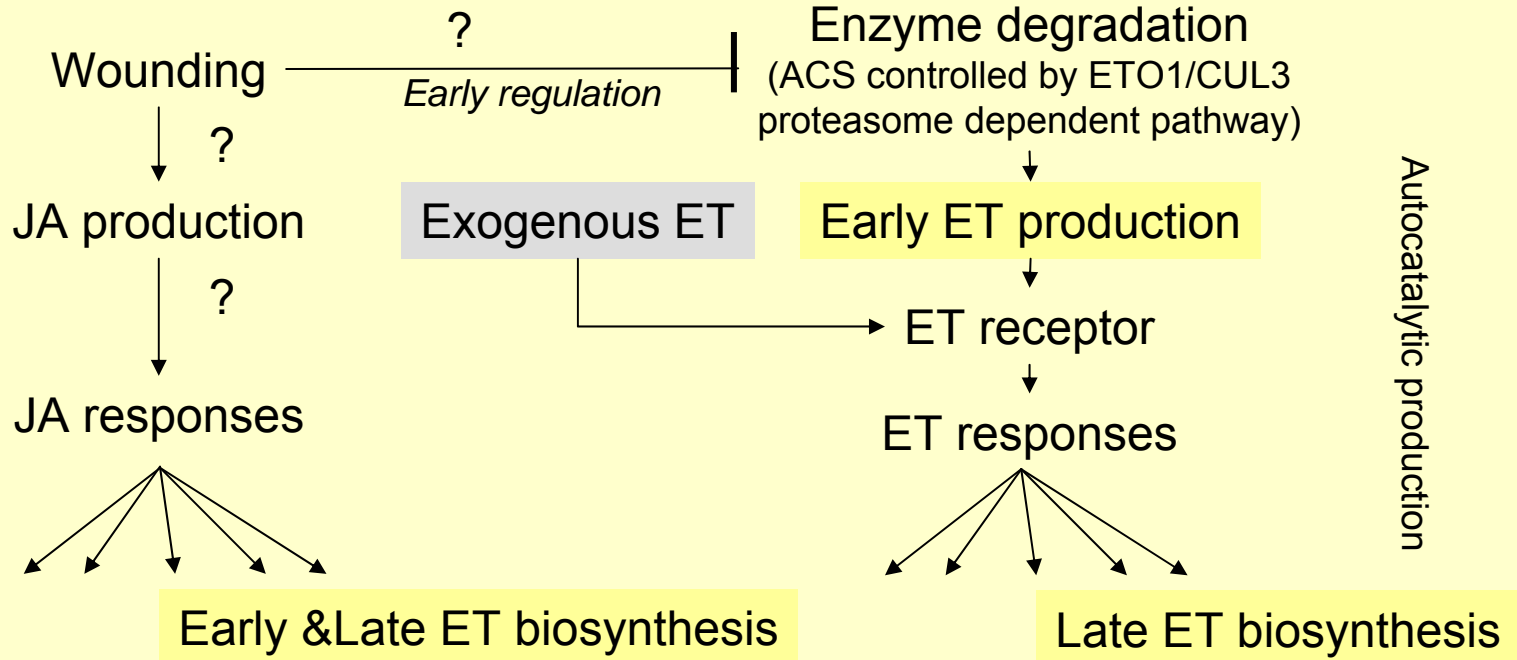 ?
Enzyme degradation
Wounding
(ACS controlled by ETO1/CUL3
Early regulation
proteasome dependent pathway)
?
JA production
Exogenous ET
Early ET production
Autocatalytic production
?
ET receptor
JA responses
ET responses
Early &Late ET biosynthesis
Late ET biosynthesis